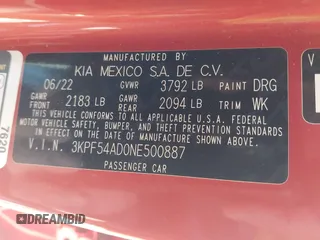 MANUFACTURED BY
KIA MEXICO S.A. DE C.V.
06/22 GVWR 3792 LB PAINT DRG
GAWR FRONT 2183 LB GAWR REAR 2094 LB TRIM WK
THIS VEHICLE CONFORMS TO ALL APPLICABLE U.S.A. FEDERAL
MOTOR VEHICLE SAFETY, BUMPER, AND THEFT PREVENTION STANDARDS
IN EFFECT ON THE DATE OF MANUFACTURE SHOWN ABOVE.
V.I.N. 3KPF54AD0NE500887
PASSENGER CAR
7620
V
DREAMBID